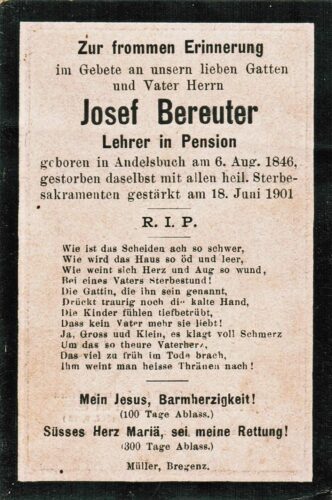 Zur frommen Erinnerung
im Gebete an unsern lieben Gatten
und Vater Herrn
Josef Bereuter
Lehrer in Pension
geboren in Andelsbuch am 6. Aug. 1846,
gestorben daselbst mit allen heil. Sterbe-
sakramenten gestärkt am 18. Juni 1901
R. I. P.
Wie ist das Scheiden ach so schwer,
Wie wird das Haus so öd und leer,
Wie weint sich Herz und Aug so wund,
Bei eines Vaters Sterbestund!
Die Gattin, die ihn sein genannt,
Drückt traurig noch die kalte Hand,
Die Kinder fühlen tiefbetrübt,
Dass kein Vater mehr sie liebt!
Ja, Gross und Klein, es klagt voll Schmerz
Um das so theure Vaterherz,
Das viel zu früh im Tode brach,
Ihm weint man heisse Thränen nach!
Mein Jesus, Barmherzigkeit!
(100 Tage Ablass.)
Süsses Herz Mariä, sei meine Rettung!
(300 Tage Ablass.)
Müller, Bregenz.